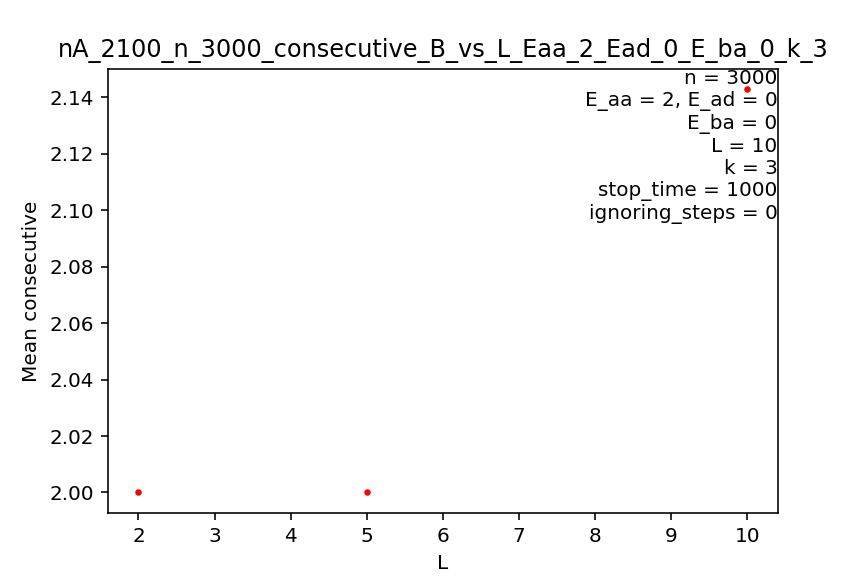 nA_2100_n_3000_consecutive_B_vs_L_Eaa_2_Ead_0_E_ba_0_k_3
n = 3000
E_aa = 2, E_ad = 0
E_ba = 0
L = 10
k = 3
stop_time = 1000
ignoring_steps = 0
Mean consecutive
2.14
2.12
2.10
2.08
2.06
2.04
2.02
2.00
2 3 4 5 6 7 8 9 10
L